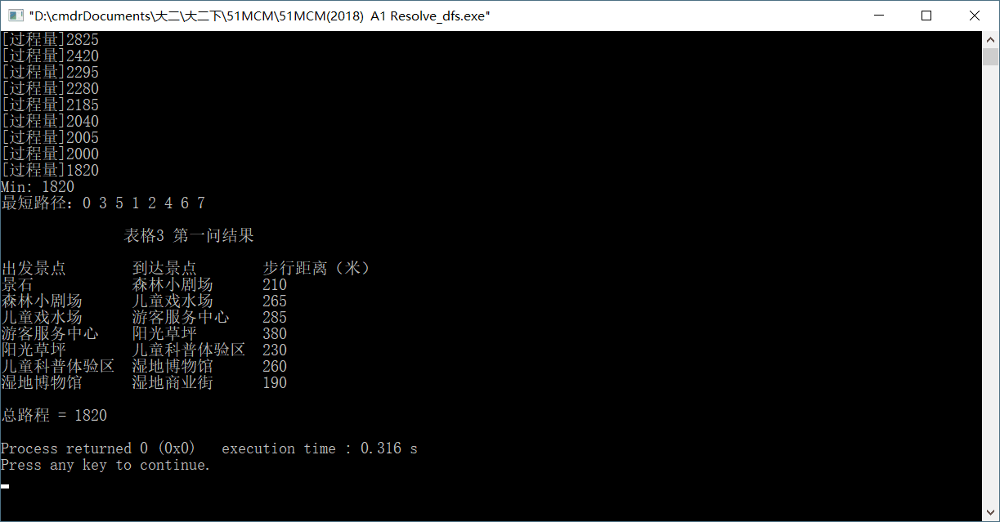 "D:\cmdrDocuments\大二\大二下\51MCM\51MCM(2018)  A1 Resolve_dfs.exe"
[过程量]2825
[过程量]2420
[过程量]2295
[过程量]2280
[过程量]2185
[过程量]2040
[过程量]2005
[过程量]2000
[过程量]1820
Min: 1820
最短路径: 0 3 5 1 2 4 6 7
表格3 第一问结果
出发景点 到达景点 步行距离（米）
景石 森林小剧场 210
森林小剧场 儿童戏水场 265
儿童戏水场 游客服务中心 285
游客服务中心 阳光草坪 380
阳光草坪 儿童科普体验区 230
儿童科普体验区 湿地博物馆 260
湿地博物馆 湿地商业街 190
总路程 = 1820
Process returned 0 (0x0)   execution time : 0.316 s
Press any key to continue.